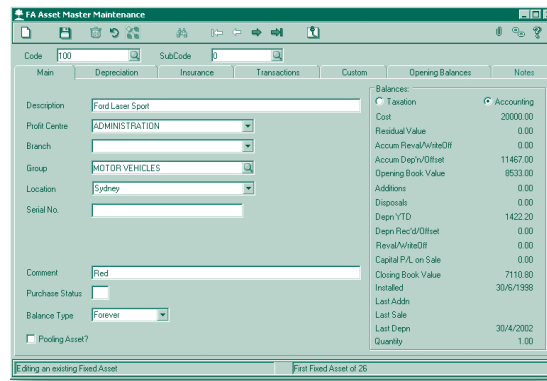 FA Asset Master Maintenance
Code 100 SubCode 0
Main Depreciation Insurance Transactions Custom Opening Balances Notes
Balances:
Taxation Accounting
Description Ford Laser Sport
Profit Centre ADMINISTRATION
Branch
Group MOTOR VEHICLES
Location Sydney
Serial No.
Comment Red
Purchase Status
Balance Type Forever
Pooling Asset?
Cost 20000.00
Residual Value 0.00
Accum Reval/WriteOff 0.00
Accum Dep'n/Offset 11467.00
Opening Book Value 8533.00
Additions 0.00
Disposals 0.00
Depn YTD 1422.20
Depn Rec'd/Offset 0.00
Reval/WriteOff 0.00
Capital P/L on Sale 0.00
Closing Book Value 7110.80
Installed 30/6/1998
Last Addn
Last Sale
Last Depn 30/4/2002
Quantity 1.00
Editing an existing Fixed Asset First Fixed Asset of 26